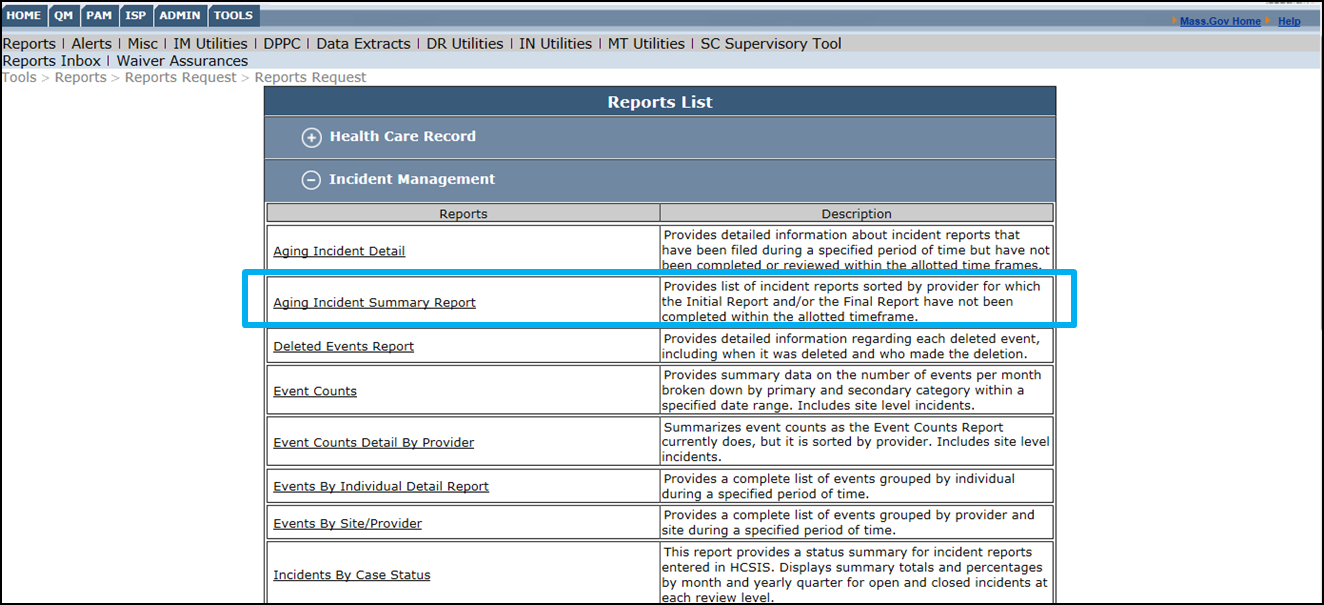 HOME QM PAM ISP ADMIN TOOLS
Mass.Gov Home Help
Reports | Alerts | Misc | IM Utilities | DPPC | Data Extracts | DR Utilities | IN Utilities | MT Utilities | SC Supervisory Tool
Reports Inbox | Waiver Assurances
Tools > Reports > Reports Request > Reports Request
Reports List
Health Care Record
Incident Management
Reports Description
Aging Incident Detail
Provides detailed information about incident reports that
have been filed during a specified period of time but have not
been completed or reviewed within the allotted time frames.
Aging Incident Summary Report
Provides list of incident reports sorted by provider for which
the Initial Report and/or the Final Report have not been
completed within the allotted timeframe.
Deleted Events Report
Provides detailed information regarding each deleted event,
including when it was deleted and who made the deletion.
Event Counts
Provides summary data on the number of events per month
broken down by primary and secondary category within a
specified date range. Includes site level incidents.
Event Counts Detail By Provider
Summarizes event counts as the Event Counts Report
currently does, but it is sorted by provider. Includes site level
incidents.
Events By Individual Detail Report
Provides a complete list of events grouped by individual
during a specified period of time.
Events By Site/Provider
Provides a complete list of events grouped by provider and
site during a specified period of time.
Incidents By Case Status
This report provides a status summary for incident reports
entered in HCSIS. Displays summary totals and percentages
by month and yearly quarter for open and closed incidents at
each review level.